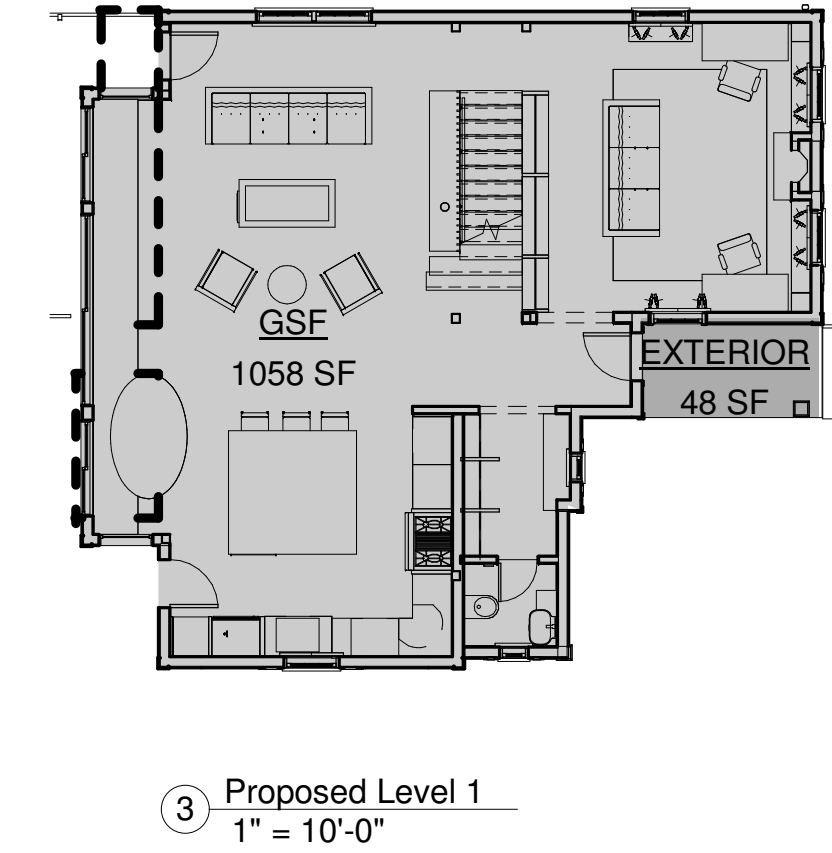 GSF
1058 SF
EXTERIOR
48 SF
3
Proposed Level 1
1" = 10'-0"